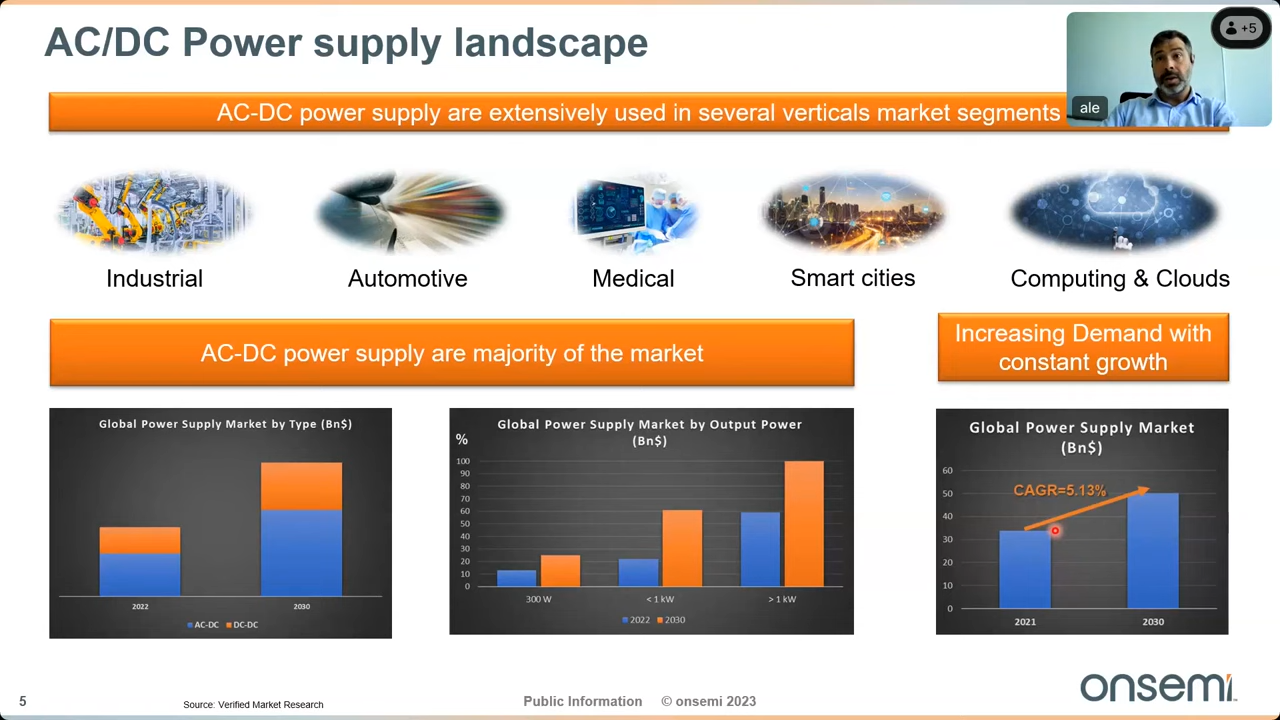 AC/DC Power supply landscape
+5
ale
AC-DC power supply are extensively used in several verticals market segments
Industrial
Automotive
Medical
Smart cities
Computing & Clouds
AC-DC power supply are majority of the market
Increasing Demand with
constant growth
Global Power Supply Market by Type (Bn$)
2022
2030
AC-DC
DC-DC
Global Power Supply Market by Output Power
(Bn$)
%
100
90
80
70
60
50
40
30
20
10
0
300 W
< 1 kW
> 1 kW
2022
2030
Global Power Supply Market
(Bn$)
60
50
40
30
20
10
0
CAGR=5.13%
2021
2030
5
Source: Verified Market Research
Public Information © onsemi 2023
onsemi